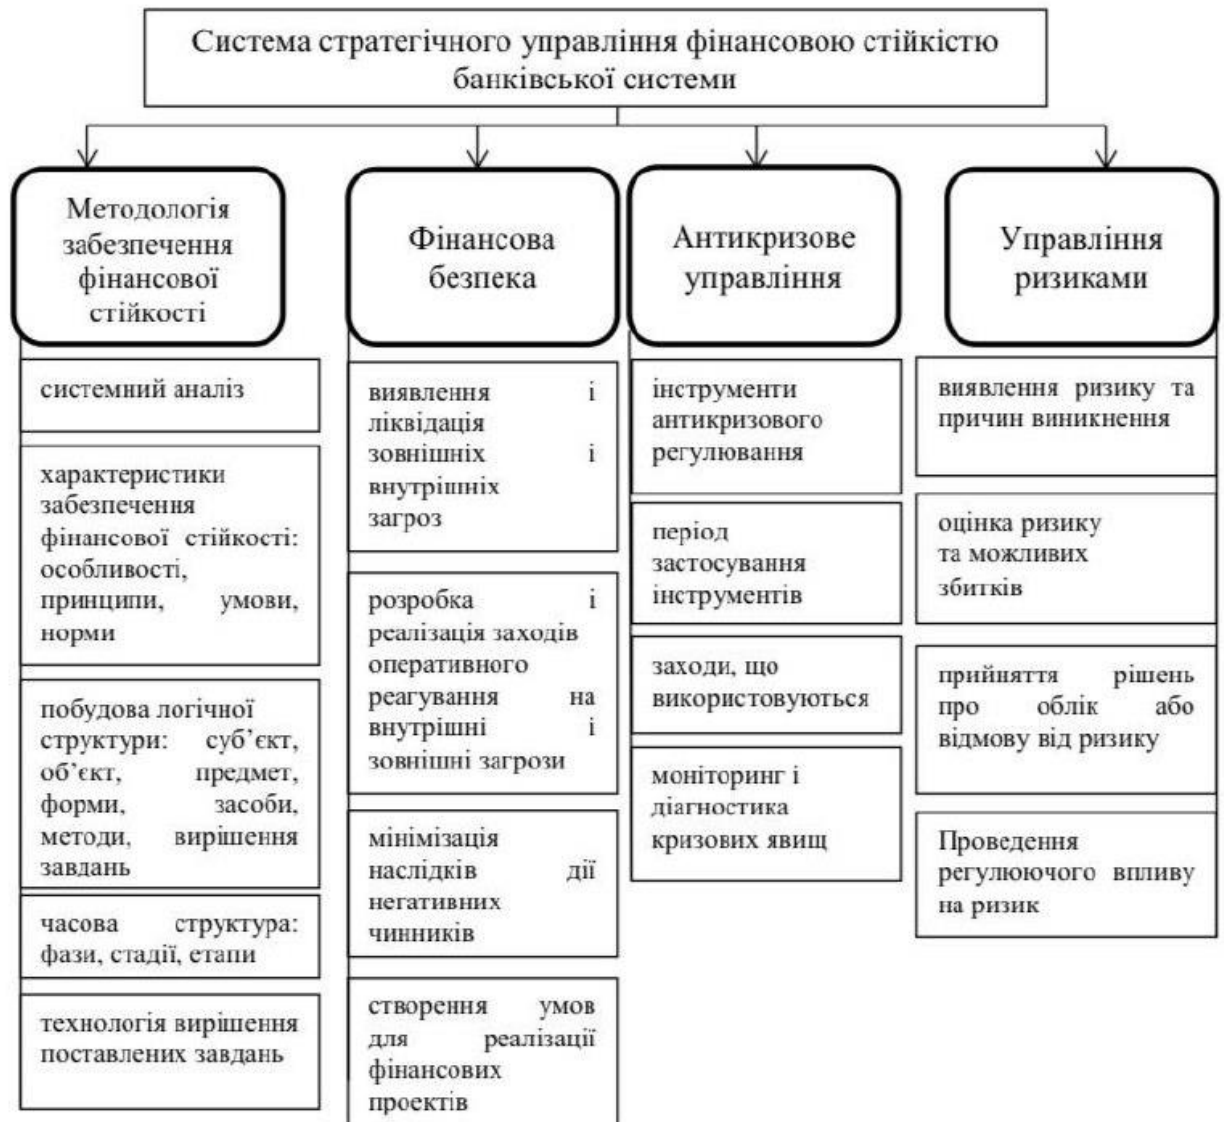 Система стратегічного управління фінансовою стійкістю
банківської системи
Методологія
забезпечення
фінансової
стійкості
системний аналіз
характеристики
забезпечення
фінансової стійкості:
особливості,
принципи, умови,
норми
побудова логічної
структури: суб’єкт,
об’єкт, предмет,
форми, засоби,
методи, вирішення
завдань
часова структура:
фази, стадії, етапи
технологія вирішення
поставлених завдань
Фінансова
безпека
виявлення і
ліквідація
зовнішніх і
внутрішніх
загроз
розробка і
реалізація заходів
оперативного
реагування на
внутрішні і
зовнішні загрози
мінімізація
наслідків дії
негативних
чинників
створення умов
для реалізації
фінансових
проектів
Антикризове
управління
інструменти
антикризового
регулювання
період
застосування
інструментів
заходи, що
використовуються
моніторинг і
діагностика
кризових явищ
Управління
ризиками
виявлення ризику та
причин виникнення
оцінка ризику
та можливих
збитків
прийняття рішень
про облік або
відмову від ризику
Проведення
регулюючого впливу
на ризик